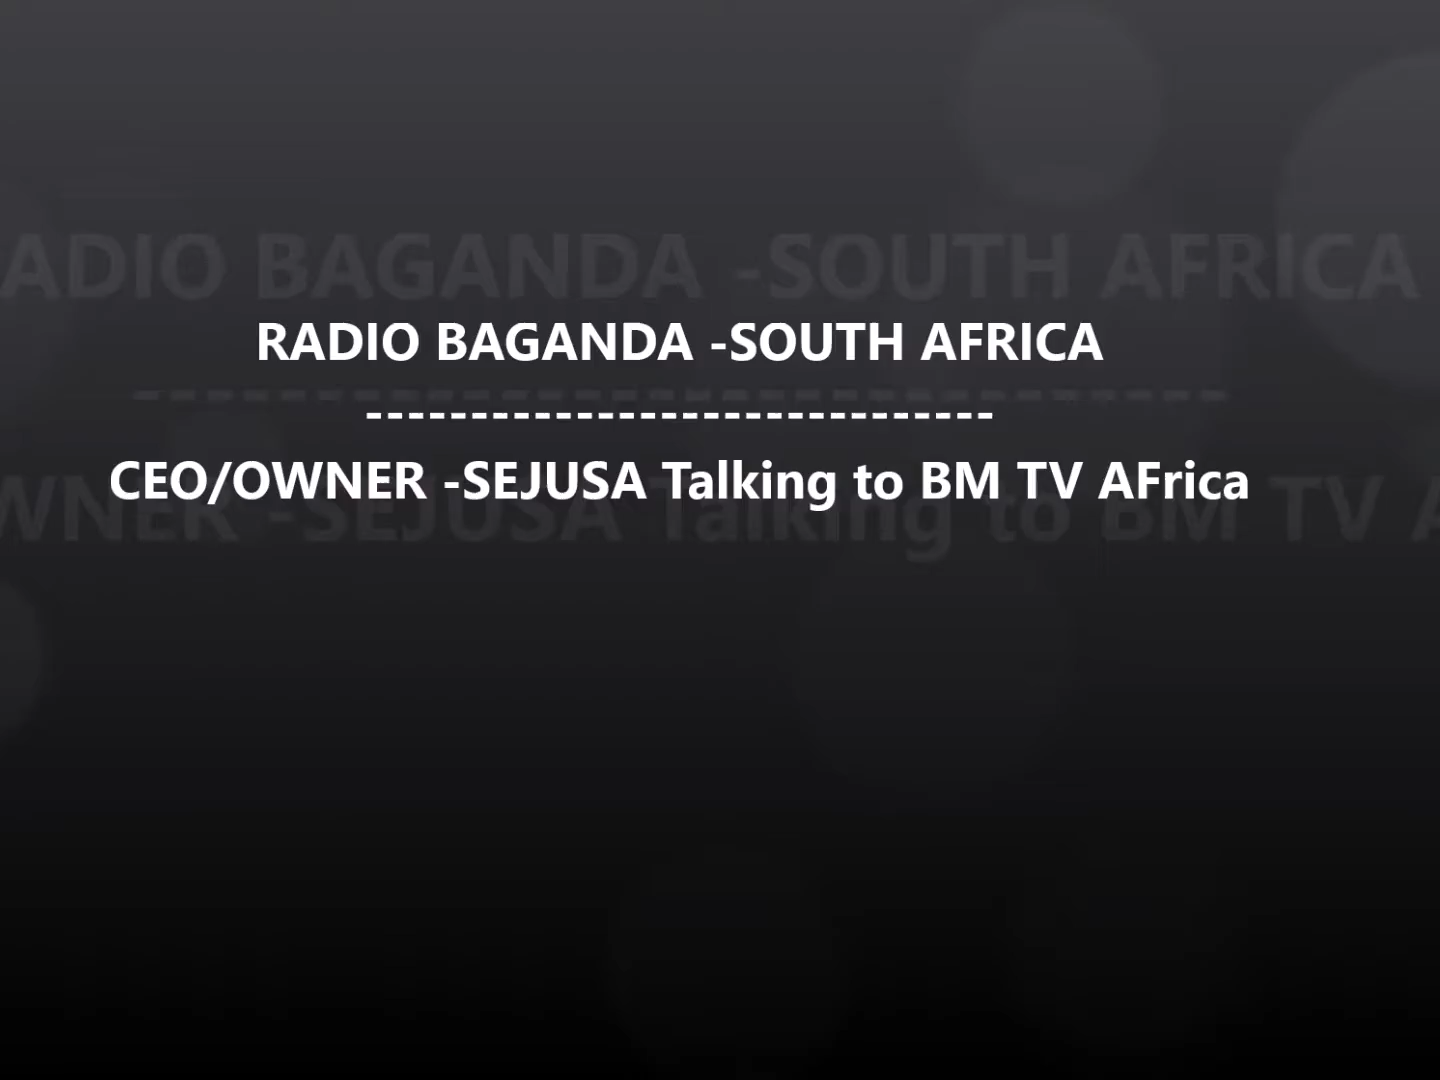 RADIO BAGANDA -SOUTH AFRICA
------------------------------
CEO/OWNER -SEJUSA Talking to BM TV AFrica